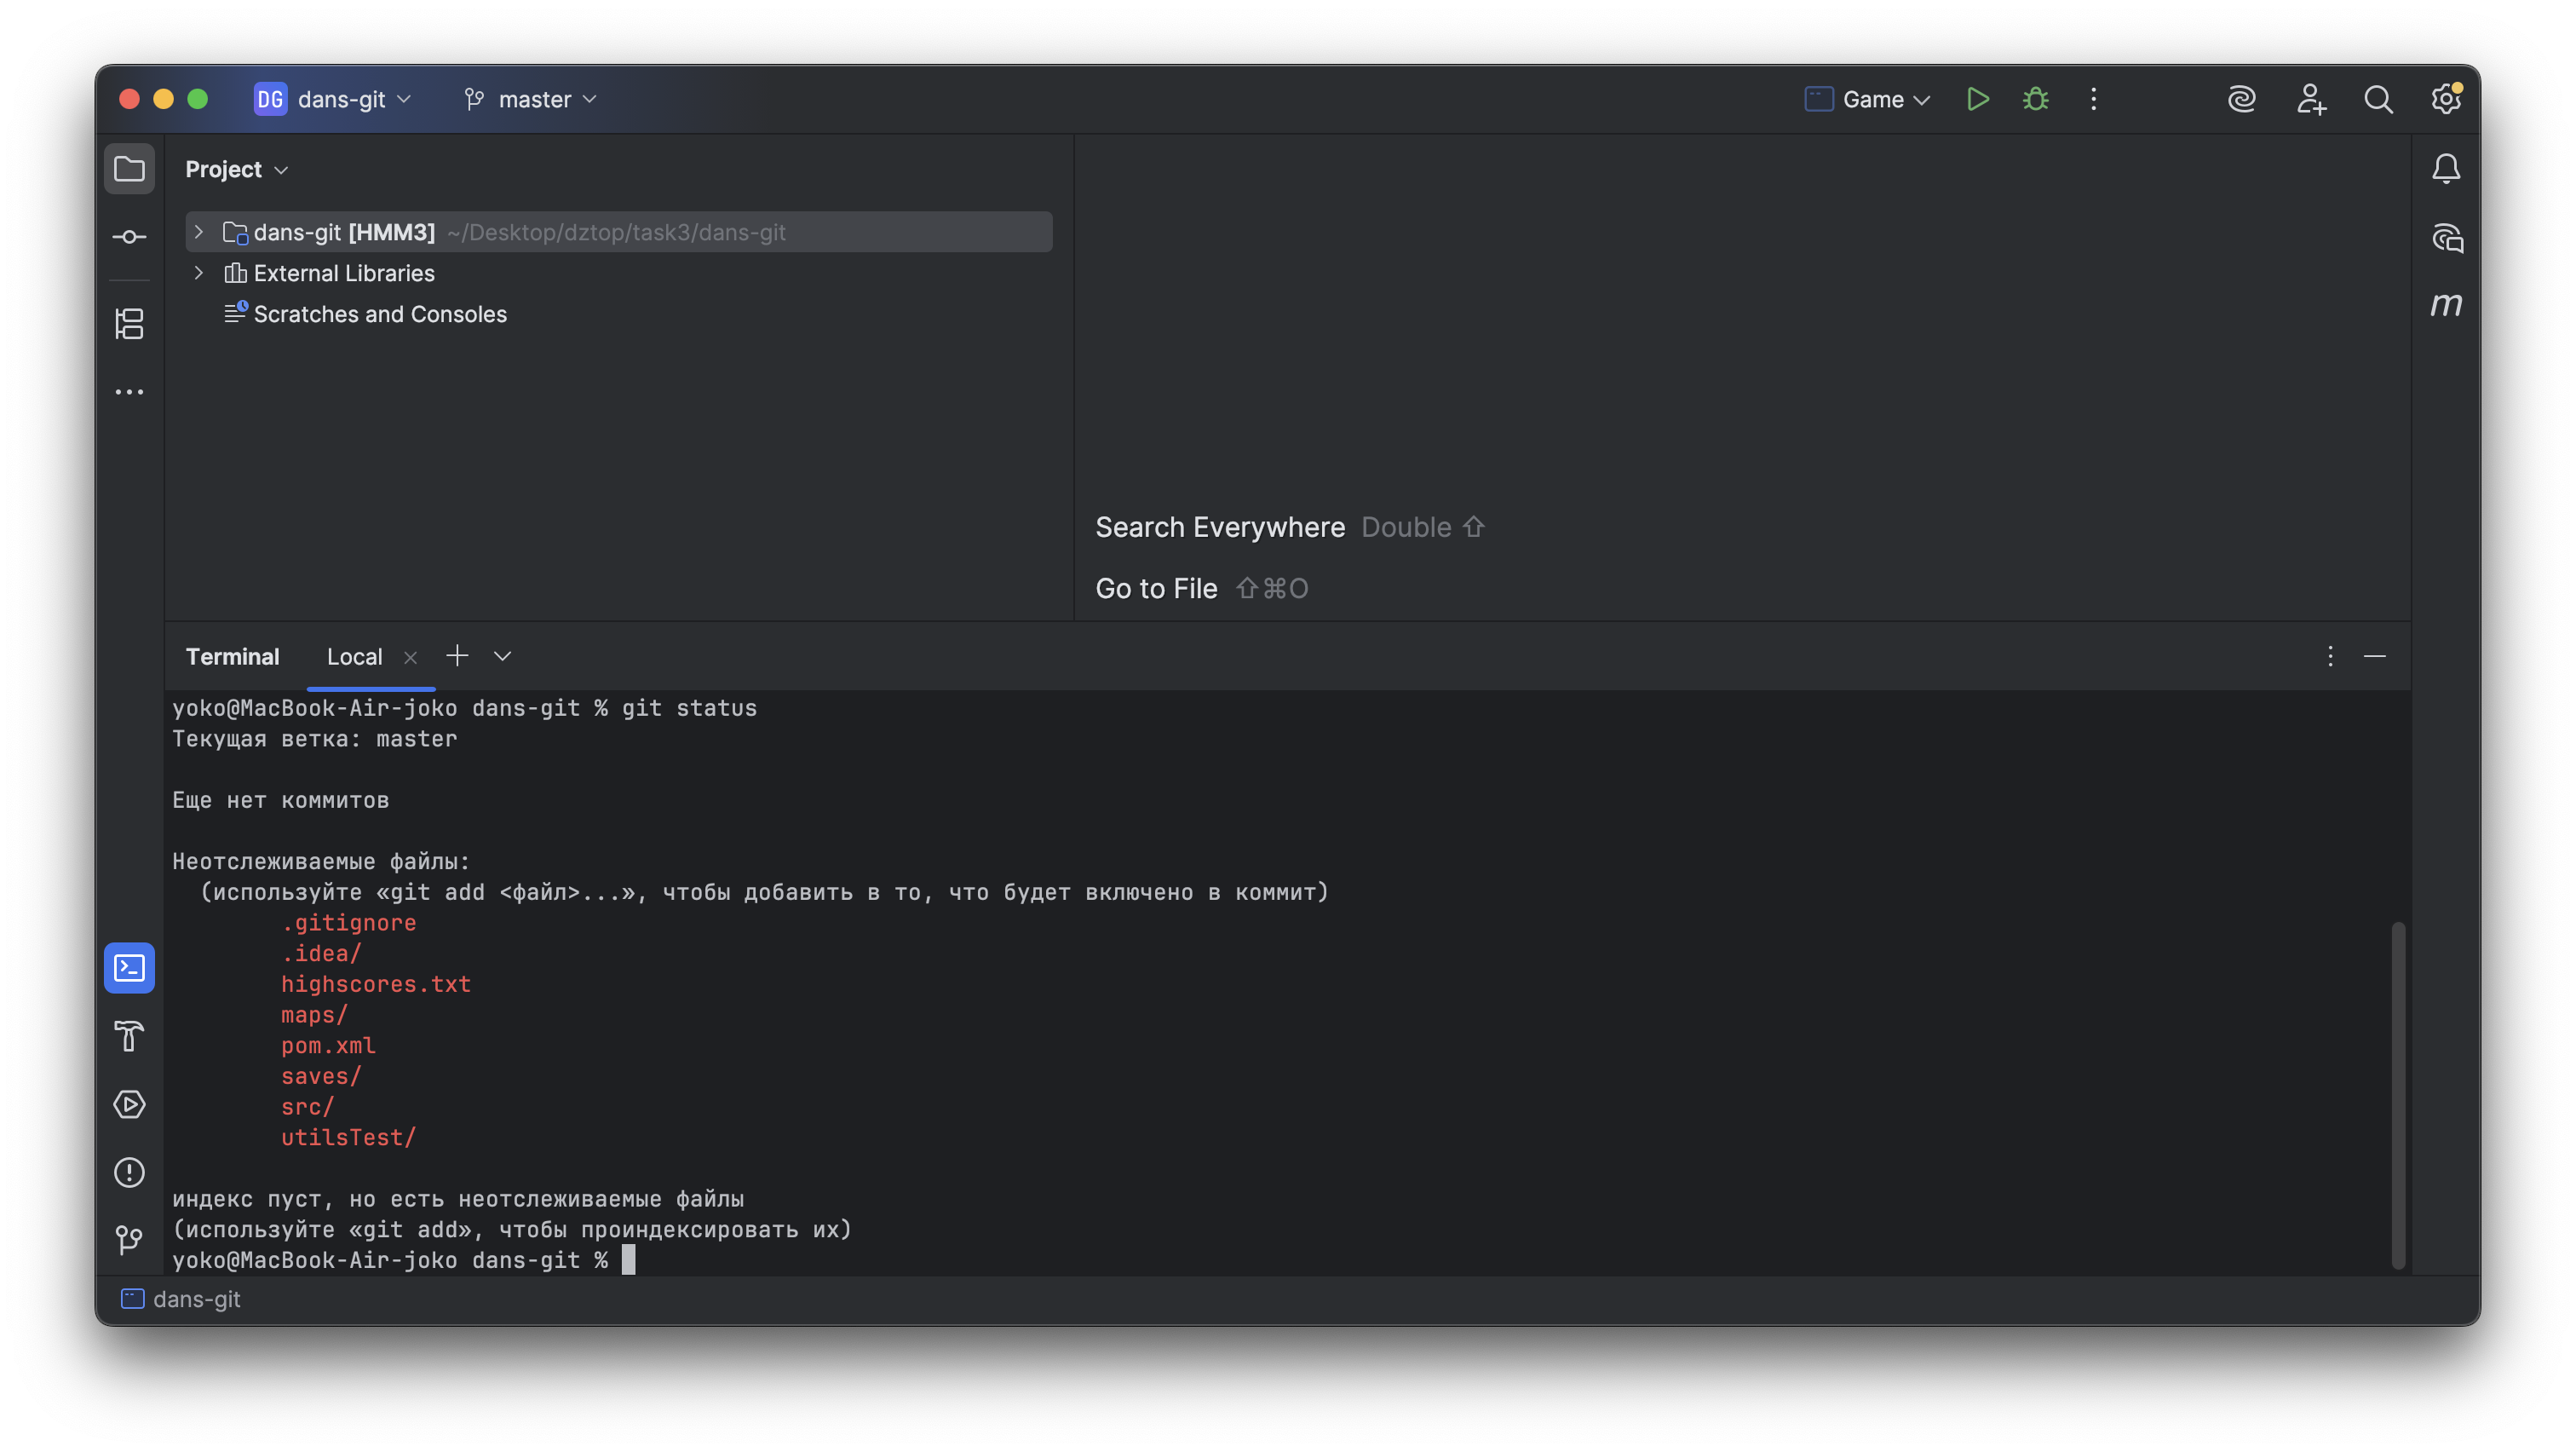 DG dans-git master Game
Project
dans-git [HMM3] ~/Desktop/dztop/task3/dans-git
External Libraries
Scratches and Consoles
m
Search Everywhere Double ⇧
Go to File ⇧⌘O
Terminal Local
yoko@MacBook-Air-joko dans-git % git status
Текущая ветка: master
Еще нет коммитов
Неотслеживаемые файлы:
(используйте «git add <файл>...», чтобы добавить в то, что будет включено в коммит)
.gitignore
.idea/
highscores.txt
maps/
pom.xml
saves/
src/
utilsTest/
индекс пуст, но есть неотслеживаемые файлы
(используйте «git add», чтобы проиндексировать их)
yoko@MacBook-Air-joko dans-git %
dans-git